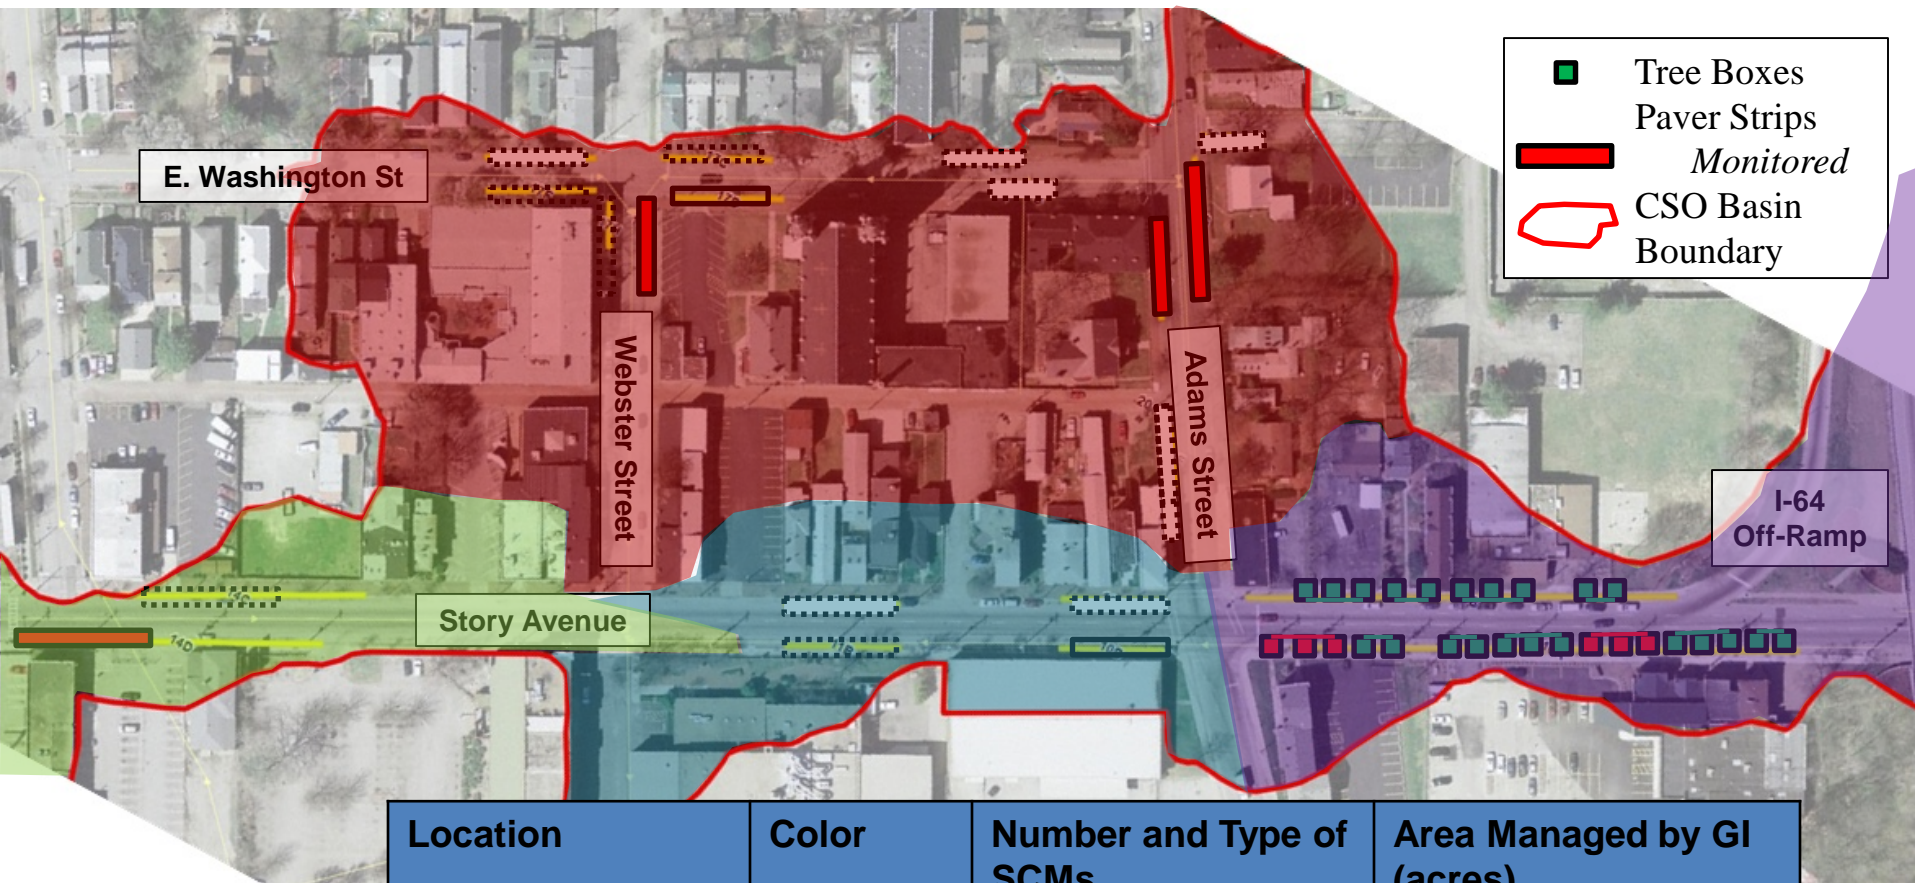 Tree Boxes
Paver Strips
Monitored
CSO Basin
Boundary
E. Washington St
Webster Street
Adams Street
I-64
Off-Ramp
Story Avenue
14D
Location
Color
Number and Type of
SCMs
Area Managed by GI
(acres)